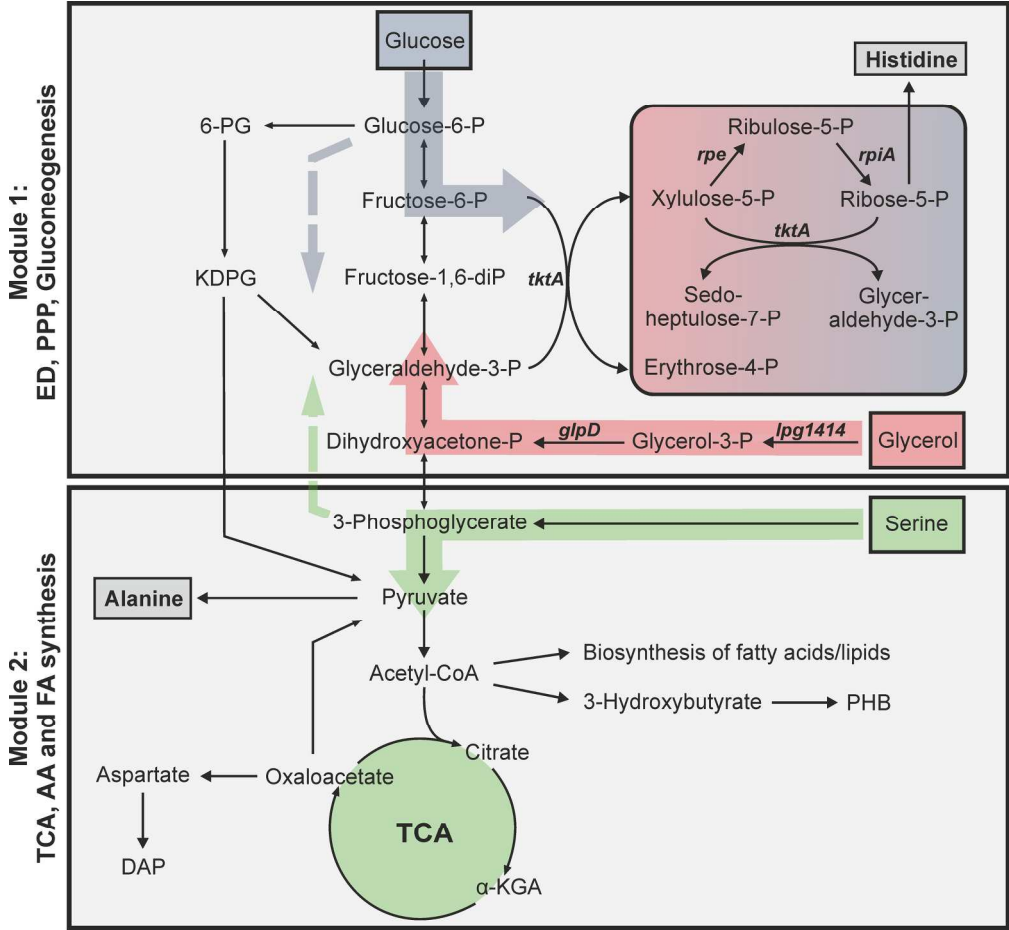 Module 1:
ED, PPP, Gluconeogenesis
Glucose
Histidine
6-PG
Glucose-6-P
Ribulose-5-P
rpe
rpiA
Fructose-6-P
Xylulose-5-P
Ribose-5-P
tktA
KDPG
Fructose-1,6-diP
tktA
Sedo-
heptulose-7-P
Glycer-
aldehyde-3-P
Glyceraldehyde-3-P
Erythrose-4-P
Dihydroxyacetone-P
glpD
Glycerol-3-P
lpg1414
Glycerol
Module 2:
TCA, AA and FA synthesis
3-Phosphoglycerate
Serine
Alanine
Pyruvate
Acetyl-CoA
Biosynthesis of fatty acids/lipids
3-Hydroxybutyrate
PHB
Citrate
Aspartate
Oxaloacetate
TCA
DAP
α-KGA